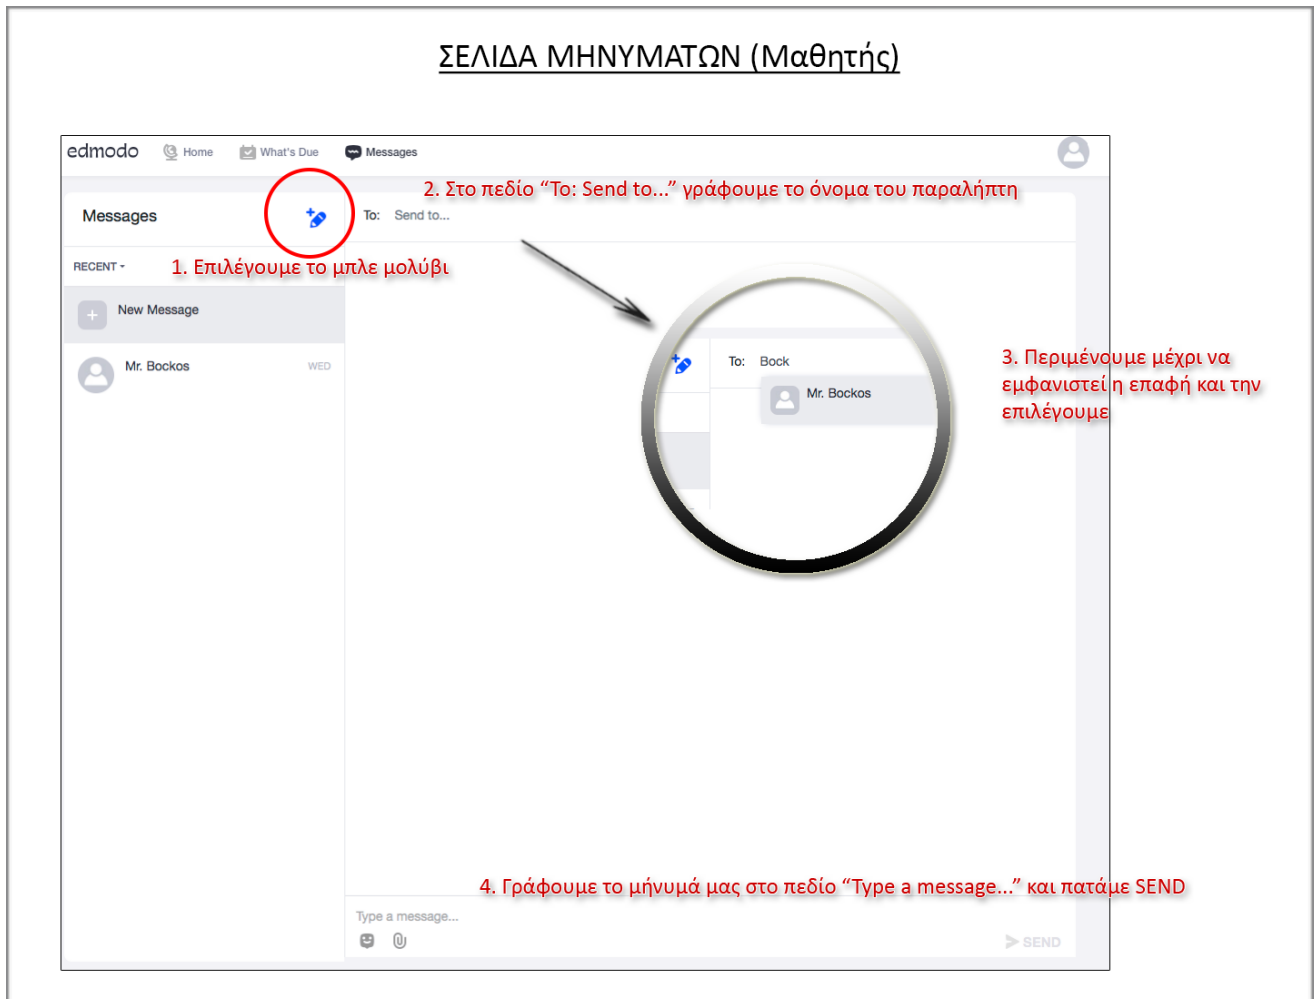 ΣΕΛΙΔΑ ΜΗΝΥΜΑΤΩΝ (Μαθητής)
edmodo Home What's Due Messages
2. Στο πεδίο “To: Send to...” γράφουμε το όνομα του παραλήπτη
Messages
To: Send to...
RECENT
1. Επιλέγουμε το μπλε μολύβι
New Message
Mr. Bockos WED
To: Bock
Mr. Bockos
3. Περιμένουμε μέχρι να
εμφανιστεί η επαφή και την
επιλέγουμε
4. Γράφουμε το μήνυμά μας στο πεδίο “Type a message...” και πατάμε SEND
Type a message...
SEND